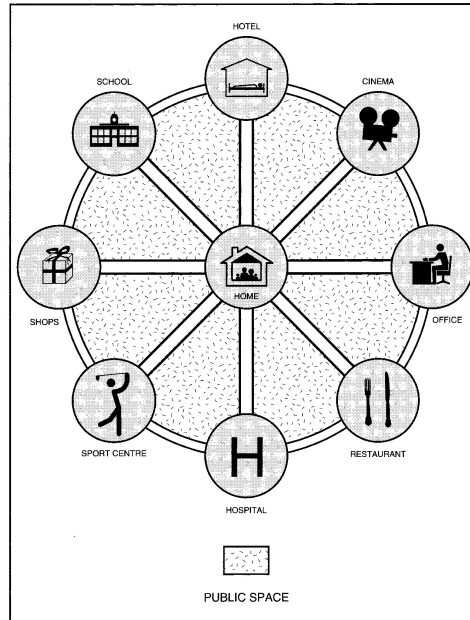 HOTEL
SCHOOL
CINEMA
HOME
SHOPS
OFFICE
SPORT CENTRE
RESTAURANT
H
HOSPITAL
PUBLIC SPACE